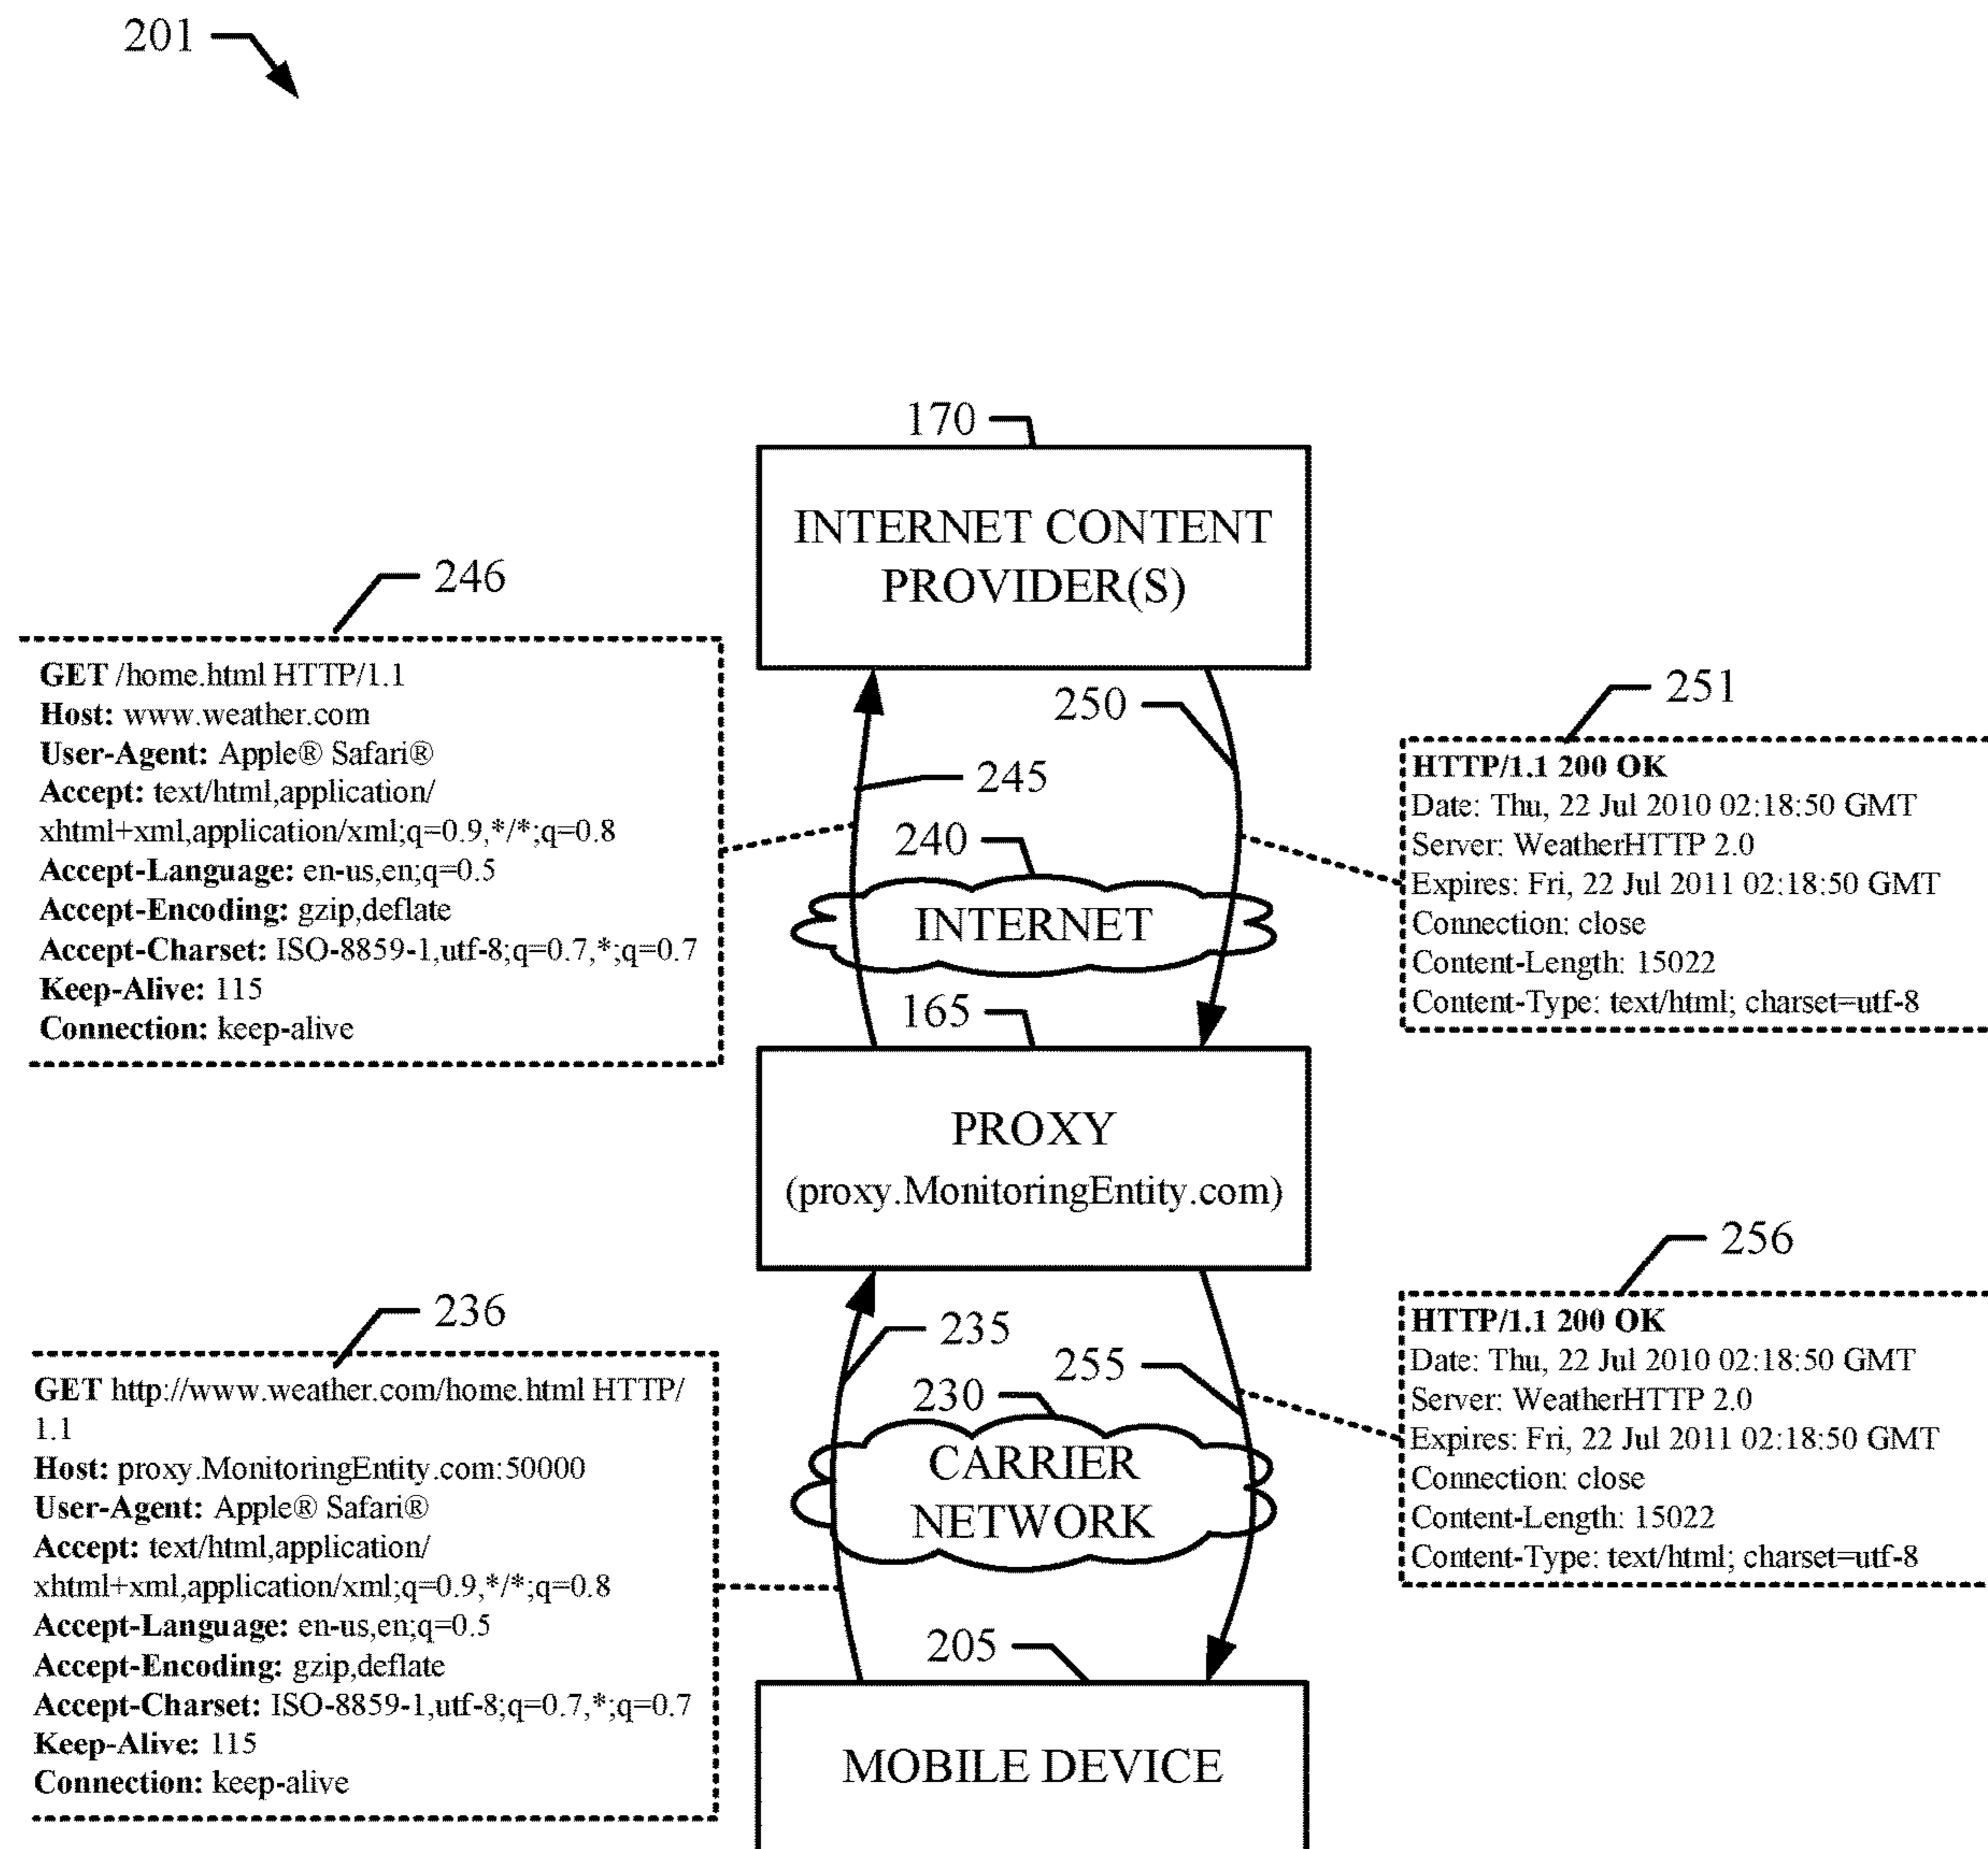 201
170
INTERNET CONTENT
PROVIDER(S)
246
GET /home.html HTTP/1.1
Host: www.weather.com
User-Agent: Apple® Safari®
Accept: text/html,application/
xhtml+xml,application/xml;q=0.9,*/*;q=0.8
Accept-Language: en-us,en;q=0.5
Accept-Encoding: gzip,deflate
Accept-Charset: ISO-8859-1,utf-8;q=0.7,*;q=0.7
Keep-Alive: 115
Connection: keep-alive
250
245
240
INTERNET
251
HTTP/1.1 200 OK
Date: Thu, 22 Jul 2010 02:18:50 GMT
Server: WeatherHTTP 2.0
Expires: Fri, 22 Jul 2011 02:18:50 GMT
Connection: close
Content-Length: 15022
Content-Type: text/html; charset=utf-8
165
PROXY
(proxy.MonitoringEntity.com)
236
GET http://www.weather.com/home.html HTTP/
1.1
Host: proxy.MonitoringEntity.com:50000
User-Agent: Apple® Safari®
Accept: text/html,application/
xhtml+xml,application/xml;q=0.9,*/*;q=0.8
Accept-Language: en-us,en;q=0.5
Accept-Encoding: gzip,deflate
Accept-Charset: ISO-8859-1,utf-8;q=0.7,*;q=0.7
Keep-Alive: 115
Connection: keep-alive
235
255
230
CARRIER
NETWORK
256
HTTP/1.1 200 OK
Date: Thu, 22 Jul 2010 02:18:50 GMT
Server: WeatherHTTP 2.0
Expires: Fri, 22 Jul 2011 02:18:50 GMT
Connection: close
Content-Length: 15022
Content-Type: text/html; charset=utf-8
205
MOBILE DEVICE